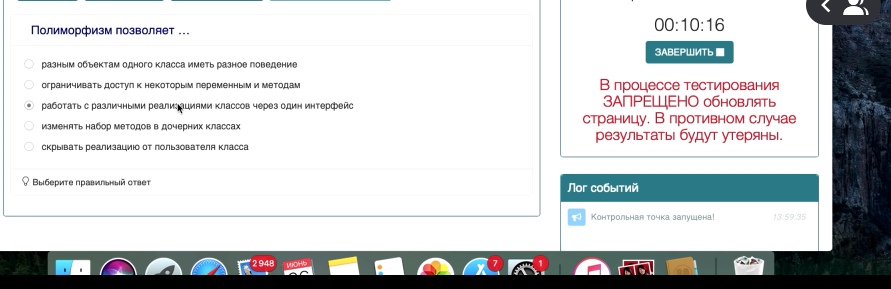 Полиморфизм позволяет ...
разным объектам одного класса иметь разное поведение
ограничивать доступ к некоторым переменным и методам
работать с различными реализациями классов через один интерфейс
изменять набор методов в дочерних классах
скрывать реализацию от пользователя класса
Выберите правильный ответ
00:10:16
ЗАВЕРШИТЬ
В процессе тестирования
ЗАПРЕЩЕНО обновлять
страницу. В противном случае
результаты будут утеряны.
Лог событий
Контрольная точка запущена! 13:59:35
2 948
ИЮНЬ
7
1